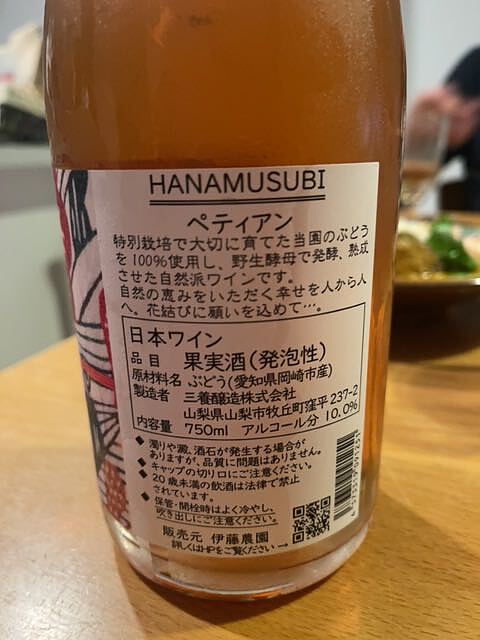 HANAMUSUBI
ペティアン
特別栽培で大切に育てた当園のぶどう
を100%使用し、野生酵母で発酵、熟成
させた自然派ワインです。
自然の恵みをいただく幸せを人から人
へ。花結びに願いを込めて…。
日本ワイン
品目 果実酒(発泡性)
原材料名 ぶどう(愛知県岡崎市産)
製造者 三養醸造株式会社
山梨県山梨市牧丘町窪平237-2
内容量 750ml アルコール分 10.0%
◆ 濁りや澱、酒石が発生する場合が
ありますが、品質に問題はありません。
◆ キャップの切り口にご注意ください。
◆ 20歳未満の飲酒は法律で禁止
されています。
◆ 保管・開栓時はよく冷やし、
吹き出しにご注意ください。
販売元 伊藤農園
詳しくはHPをご覧ください→